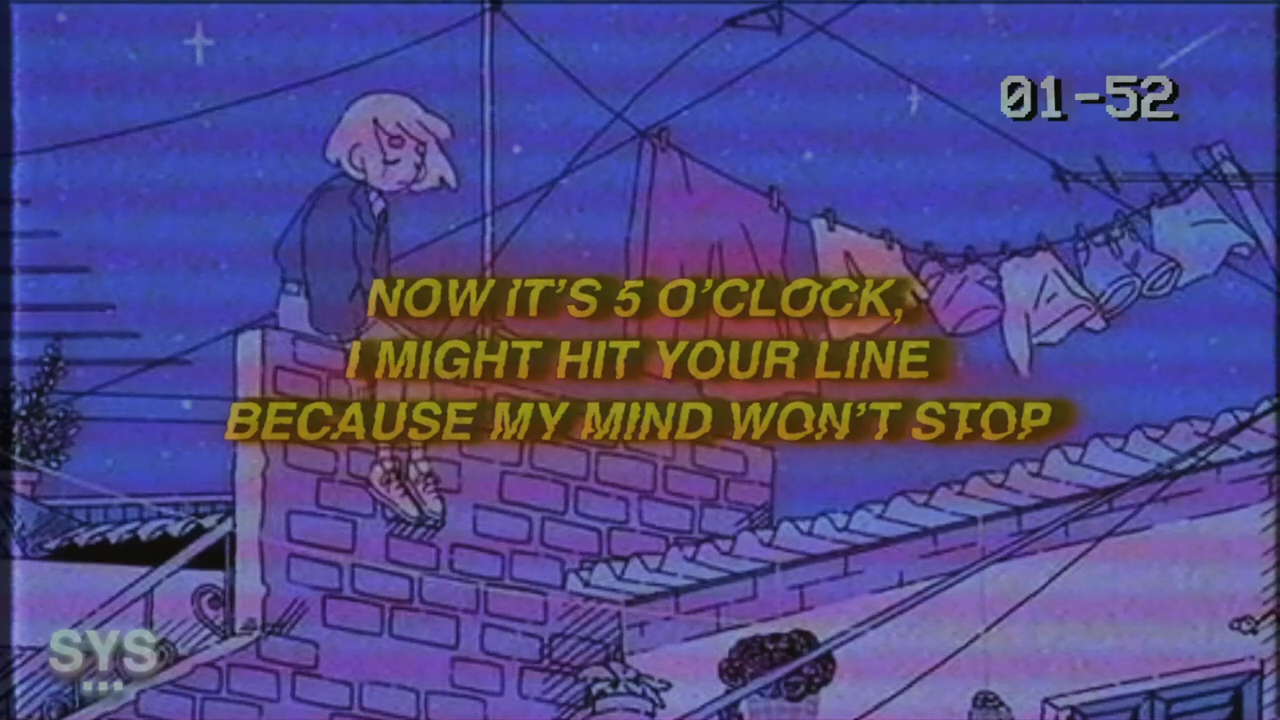 01-52
NOW IT'S 5 O'CLOCK,
I MIGHT HIT YOUR LINE
BECAUSE MY MIND WON'T STOP
SYS
...